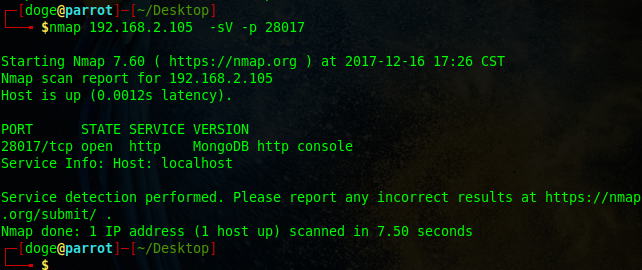 ┌─[doge@parrot]─[~/Desktop]
└──╼ $nmap 192.168.2.105  -sV -p 28017

Starting Nmap 7.60 ( https://nmap.org ) at 2017-12-16 17:26 CST
Nmap scan report for 192.168.2.105
Host is up (0.0012s latency).

PORT      STATE SERVICE VERSION
28017/tcp open  http    MongoDB http console
Service Info: Host: localhost

Service detection performed. Please report any incorrect results at https://nmap
.org/submit/ .
Nmap done: 1 IP address (1 host up) scanned in 7.50 seconds
┌─[doge@parrot]─[~/Desktop]
└──╼ $